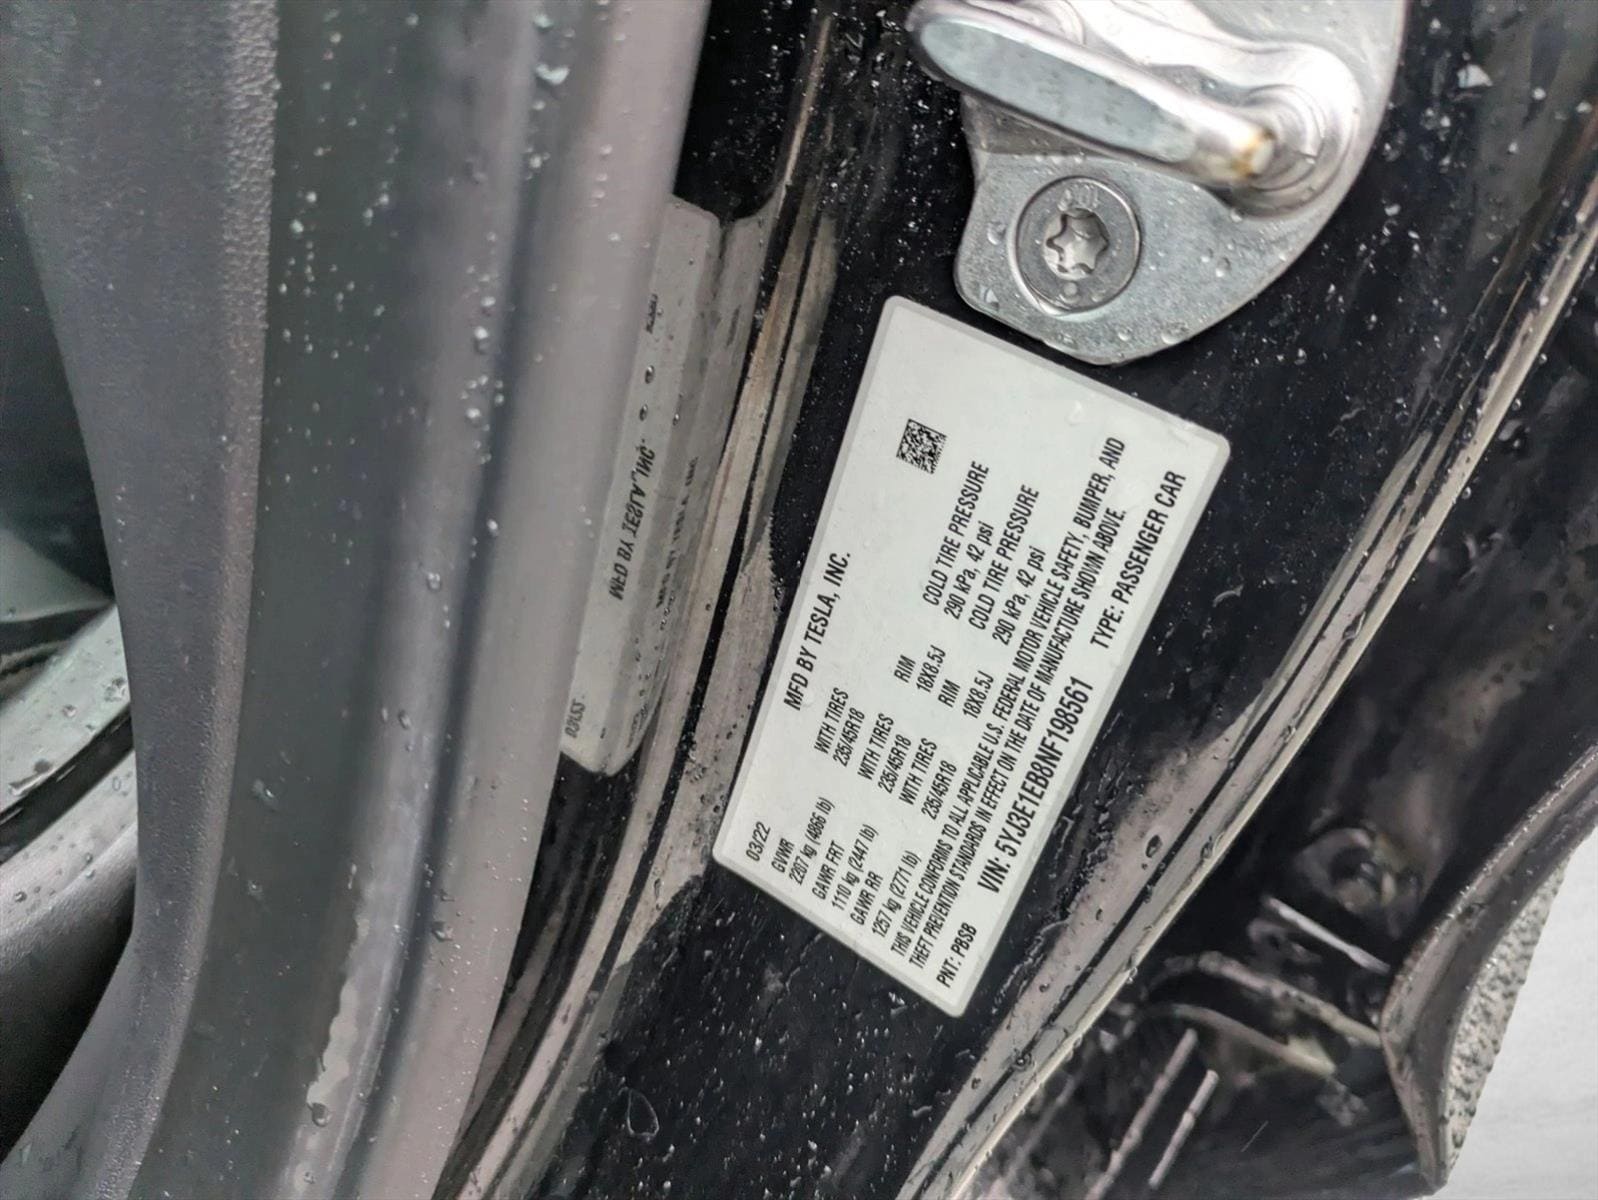 MFD BY TESLA, INC.
03/22
GVWR
2207 kg (4866 lb)
GAWR FRT
1110 kg (2447 lb)
GAWR RR
1257 kg (2771 lb)
WITH TIRES
235/45R18
WITH TIRES
235/45R18
WITH TIRES
235/45R18
RIM
18X8.5J
RIM
18X8.5J
COLD TIRE PRESSURE
290 kPa, 42 psi
COLD TIRE PRESSURE
290 kPa, 42 psi
THIS VEHICLE CONFORMS TO ALL APPLICABLE U.S. FEDERAL MOTOR VEHICLE SAFETY, BUMPER, AND
THEFT PREVENTION STANDARDS IN EFFECT ON THE DATE OF MANUFACTURE SHOWN ABOVE.
VIN: 5YJ3E1EB8NF198561 TYPE: PASSENGER CAR
PNT: PBSB
MFD BY TESLA, INC.